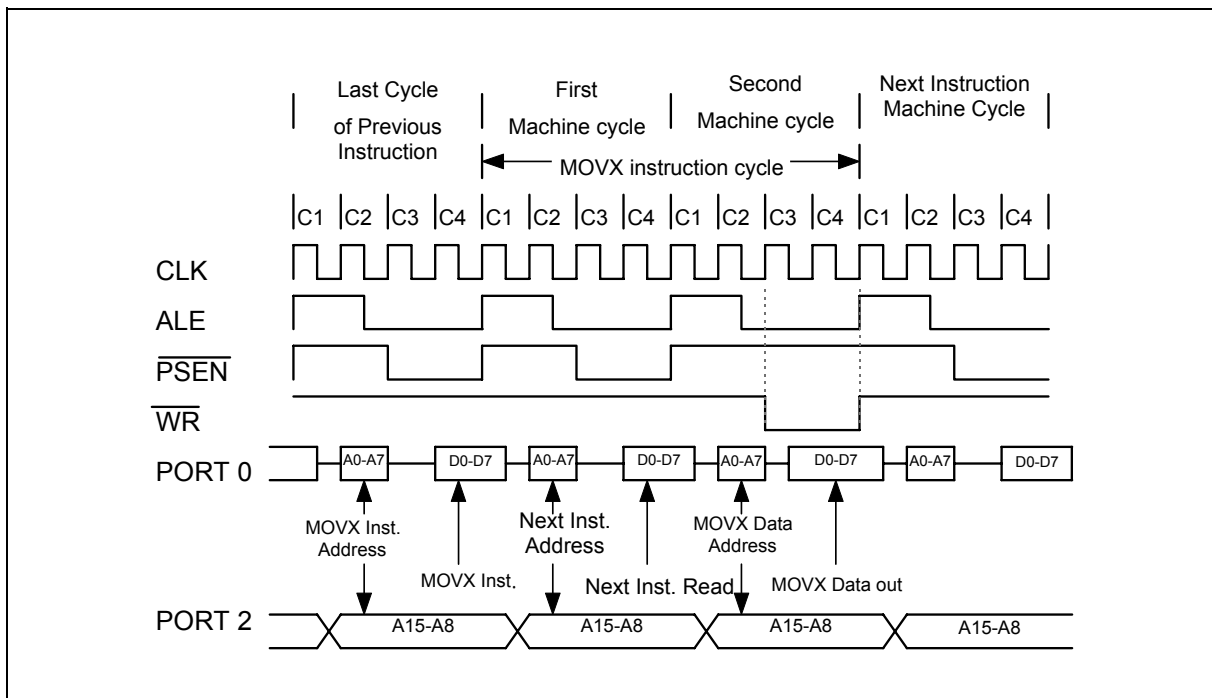 Last Cycle
of Previous
Instruction
First
Machine cycle
Second
Machine cycle
Next Instruction
Machine Cycle
MOVX instruction cycle
C1 C2 C3 C4 C1 C2 C3 C4 C1 C2 C3 C4 C1 C2 C3 C4
CLK
ALE
PSEN
WR
PORT 0
A0-A7 D0-D7 A0-A7 D0-D7 A0-A7 D0-D7 A0-A7 D0-D7
MOVX Inst.
Address
MOVX Inst.
Next Inst.
Address
Next Inst. Read
MOVX Data
Address
MOVX Data out
PORT 2
A15-A8 A15-A8 A15-A8 A15-A8